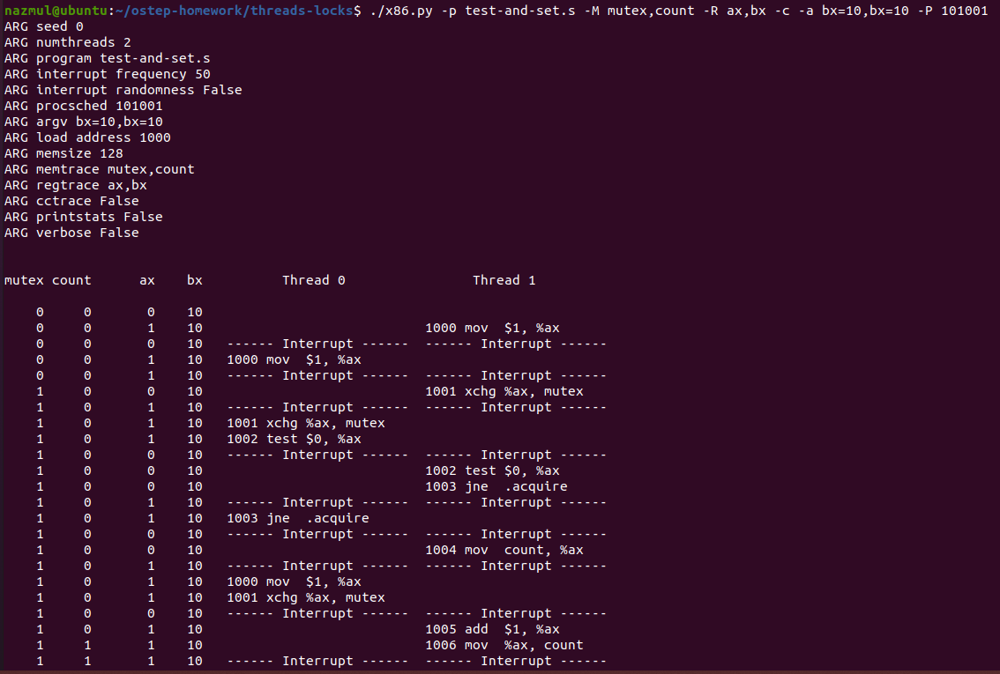 nazmul@ubuntu:~/ostep-homework/threads-locks$ ./x86.py -p test-and-set.s -M mutex,count -R ax,bx -c -a bx=10,bx=10 -P 101001
ARG seed 0
ARG numthreads 2
ARG program test-and-set.s
ARG interrupt frequency 50
ARG interrupt randomness False
ARG procsched 101001
ARG argv bx=10,bx=10
ARG load address 1000
ARG memsize 128
ARG memtrace mutex,count
ARG regtrace ax,bx
ARG cctrace False
ARG printstats False
ARG verbose False
mutex count      ax    bx          Thread 0                Thread 1
    0     0       0    10
    0     0       1    10                            1000 mov  $1, %ax
    0     0       0    10   ------ Interrupt ------  ------ Interrupt ------
    0     0       1    10   1000 mov  $1, %ax
    0     0       1    10   ------ Interrupt ------  ------ Interrupt ------
    1     0       0    10                            1001 xchg %ax, mutex
    1     0       1    10   ------ Interrupt ------  ------ Interrupt ------
    1     0       1    10   1001 xchg %ax, mutex
    1     0       1    10   1002 test $0, %ax
    1     0       0    10   ------ Interrupt ------  ------ Interrupt ------
    1     0       0    10                            1002 test $0, %ax
    1     0       0    10                            1003 jne  .acquire
    1     0       1    10   ------ Interrupt ------  ------ Interrupt ------
    1     0       1    10   1003 jne  .acquire
    1     0       0    10   ------ Interrupt ------  ------ Interrupt ------
    1     0       0    10                            1004 mov  count, %ax
    1     0       1    10   ------ Interrupt ------  ------ Interrupt ------
    1     0       1    10   1000 mov  $1, %ax
    1     0       1    10   1001 xchg %ax, mutex
    1     0       0    10   ------ Interrupt ------  ------ Interrupt ------
    1     0       1    10                            1005 add  $1, %ax
    1     1       1    10                            1006 mov  %ax, count
    1     1       1    10   ------ Interrupt ------  ------ Interrupt ------